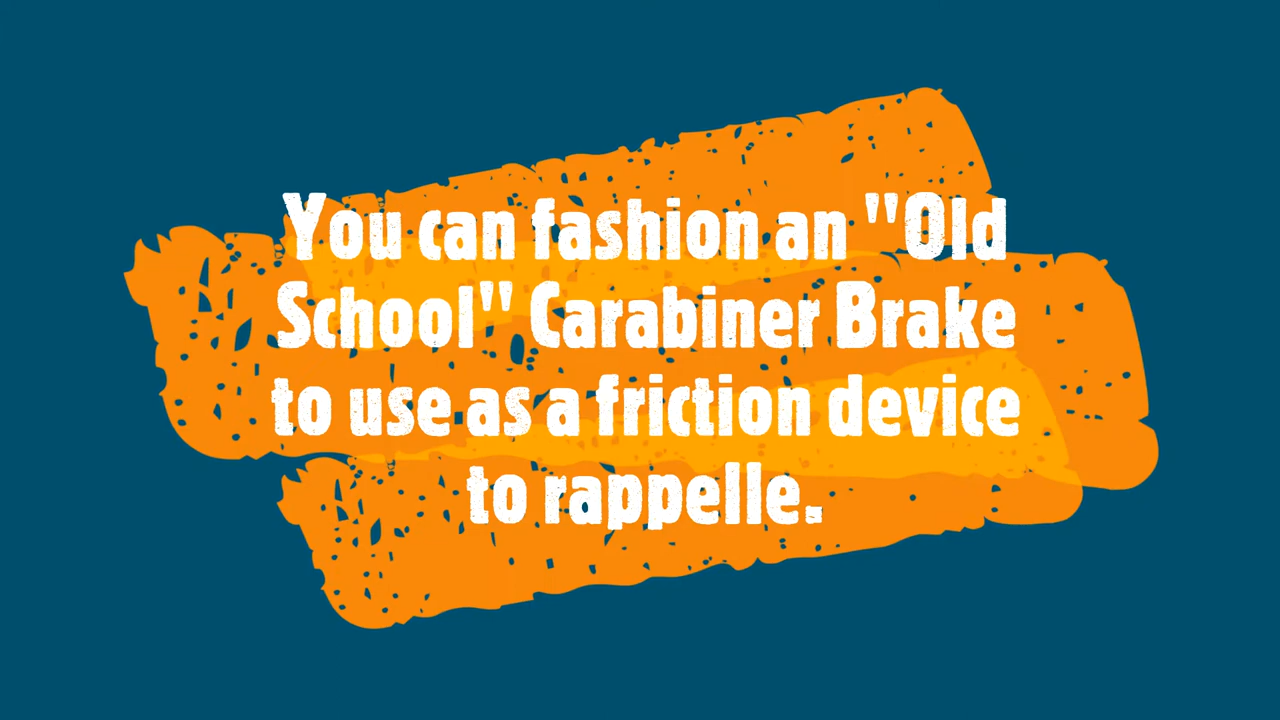 You can fashion an "Old
School" Carabiner Brake
to use as a friction device
to rappelle.